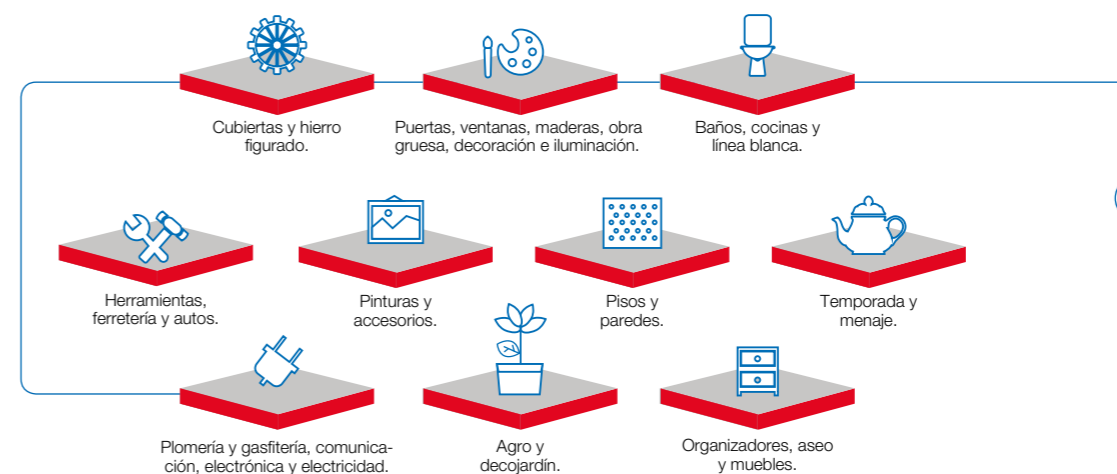 Cubiertas y hierro
figurado.
Puertas, ventanas, maderas, obra
gruesa, decoración e iluminación.
Baños, cocinas y
línea blanca.
Herramientas,
ferretería y autos.
Pinturas y
accesorios.
Pisos y
paredes.
Temporada y
menaje.
Plomería y gasfitería, comunica-
ción, electrónica y electricidad.
Agro y
decojardín.
Organizadores, aseo
y muebles.